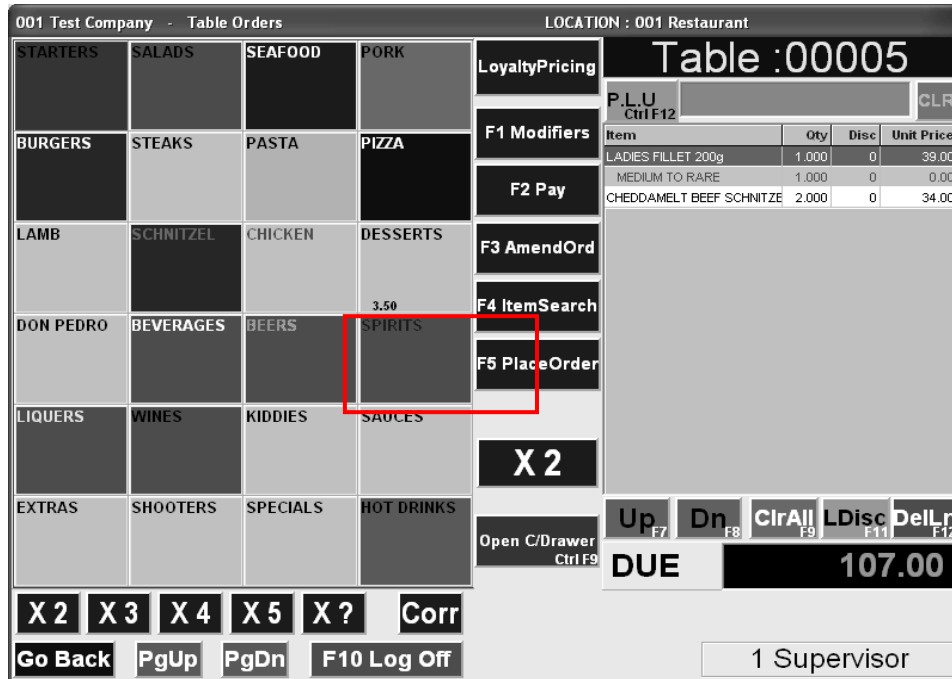 001 Test Company - Table Orders LOCATION : 001 Restaurant
STARTERS SALADS SEAFOOD PORK
BURGERS STEAKS PASTA PIZZA
LAMB SCHNITZEL CHICKEN DESSERTS
3.50
DON PEDRO BEVERAGES BEERS SPIRITS
LIQUERS WINES KIDDIES SAUCES
EXTRAS SHOOTERS SPECIALS HOT DRINKS
LoyaltyPricing
F1 Modifiers
F2 Pay
F3 AmendOrd
F4 ItemSearch
F5 PlaceOrder
X 2
Open C/Drawer
Ctrl F9
Table :00005
P.L.U
Ctrl F12
CLR
Item Qty Disc Unit Price
LADIES FILLET 200g 1.000 0 39.00
MEDIUM TO RARE 1.000 0 0.00
CHEDDAMELT BEEF SCHNITZE 2.000 0 34.00
Up F7 Dn F8 ClrAll F9 LDisc F11 DelLn F12
DUE 107.00
X 2 X 3 X 4 X 5 X ? Corr
Go Back PgUp PgDn F10 Log Off
1 Supervisor